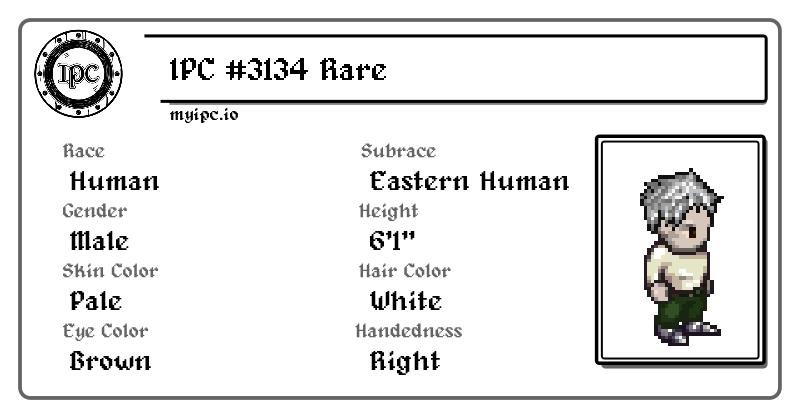 IPC
IPC #3134 Rare
myipc.io
Race
Human
Subrace
Eastern Human
Gender
Male
Height
6'1"
Skin Color
Pale
Hair Color
White
Eye Color
Brown
Handedness
Right